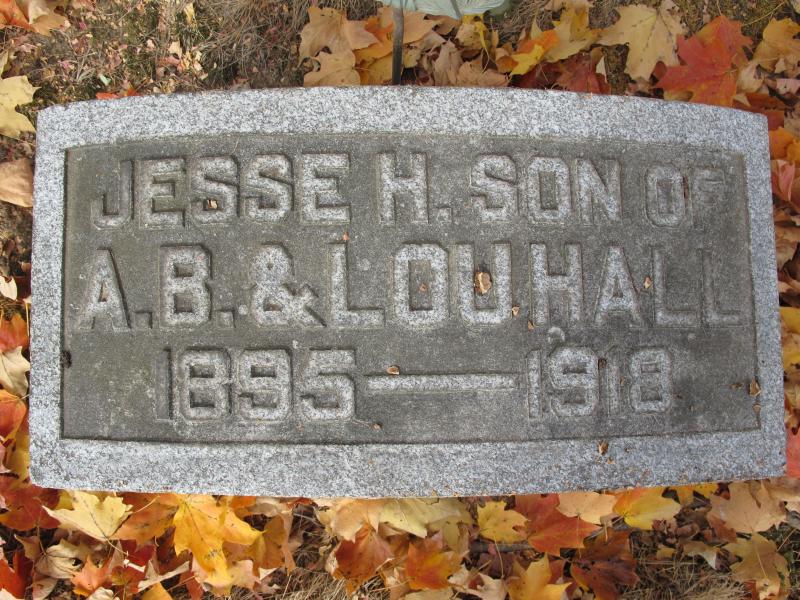 JESSE H. SON OF
A.B. & LOU HALL
1895 — 1918